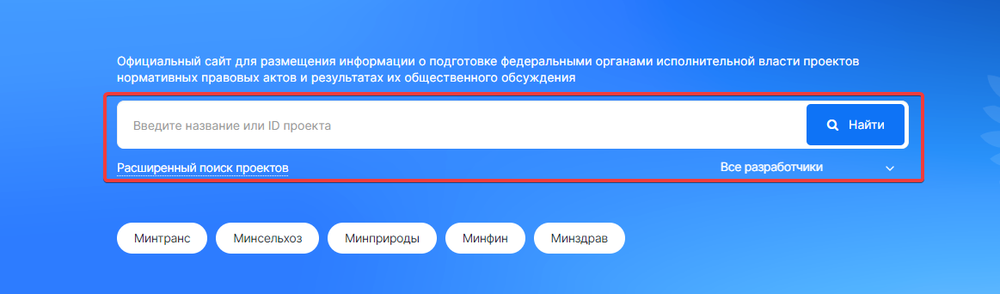 Официальный сайт для размещения информации о подготовке федеральными органами исполнительной власти проектов
нормативных правовых актов и результатах их общественного обсуждения
Введите название или ID проекта
Найти
Расширенный поиск проектов
Все разработчики
Минтранс
Минсельхоз
Минприроды
Минфин
Минздрав